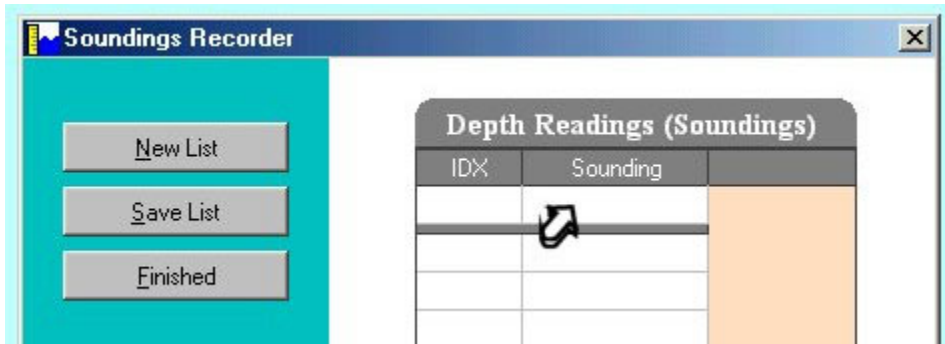 Soundings Recorder
New List
Save List
Finished
Depth Readings (Soundings)
IDX Sounding